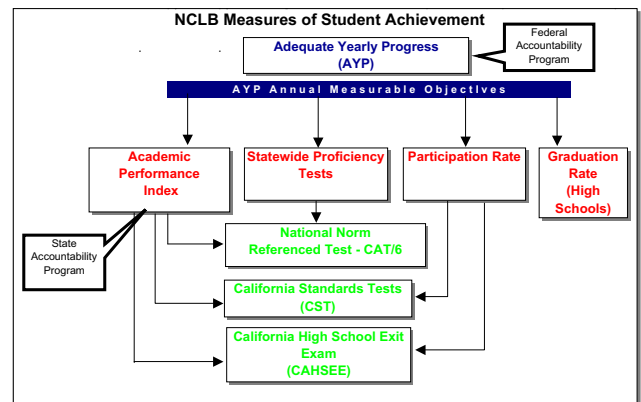 NCLB Measures of Student Achievement
Adequate Yearly Progress
(AYP)
Federal
Accountability
Program
AYP Annual Measurable Objectives
Academic
Performance
Index
Statewide Proficiency
Tests
Participation Rate
Graduation
Rate
(High
Schools)
State
Accountability
Program
National Norm
Referenced Test - CAT/6
California Standards Tests
(CST)
California High School Exit
Exam
(CAHSEE)